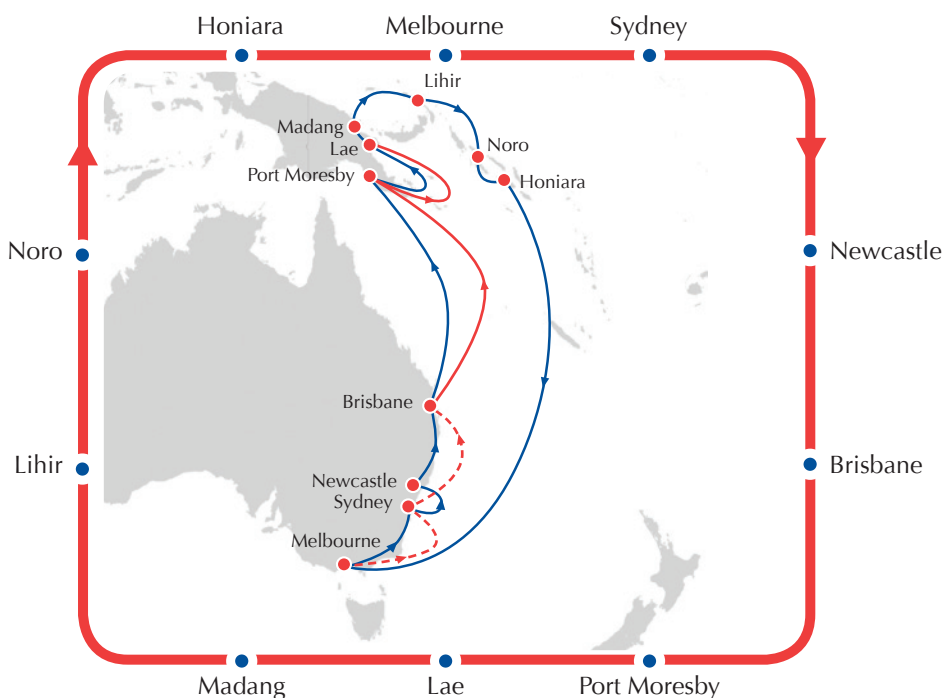 Honiara
Melbourne
Sydney
Lihir
Madang
Lae
Noro
Port Moresby
Honiara
Noro
Newcastle
Brisbane
Lihir
Brisbane
Newcastle
Sydney
Melbourne
Madang
Lae
Port Moresby